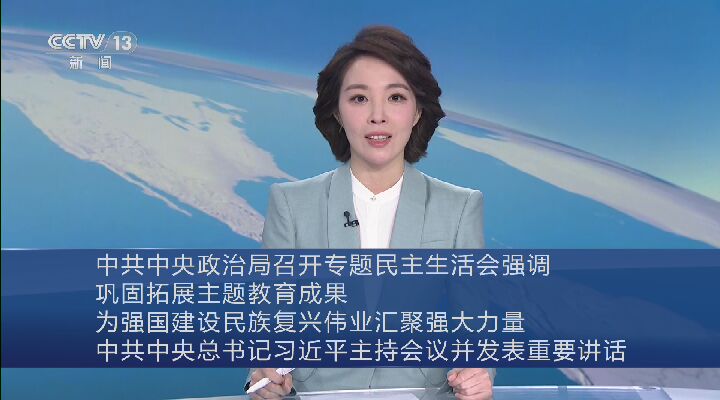 CCTV 13
新闻
中共中央政治局召开专题民主生活会强调
巩固拓展主题教育成果
为强国建设民族复兴伟业汇聚强大力量
中共中央总书记习近平主持会议并发表重要讲话